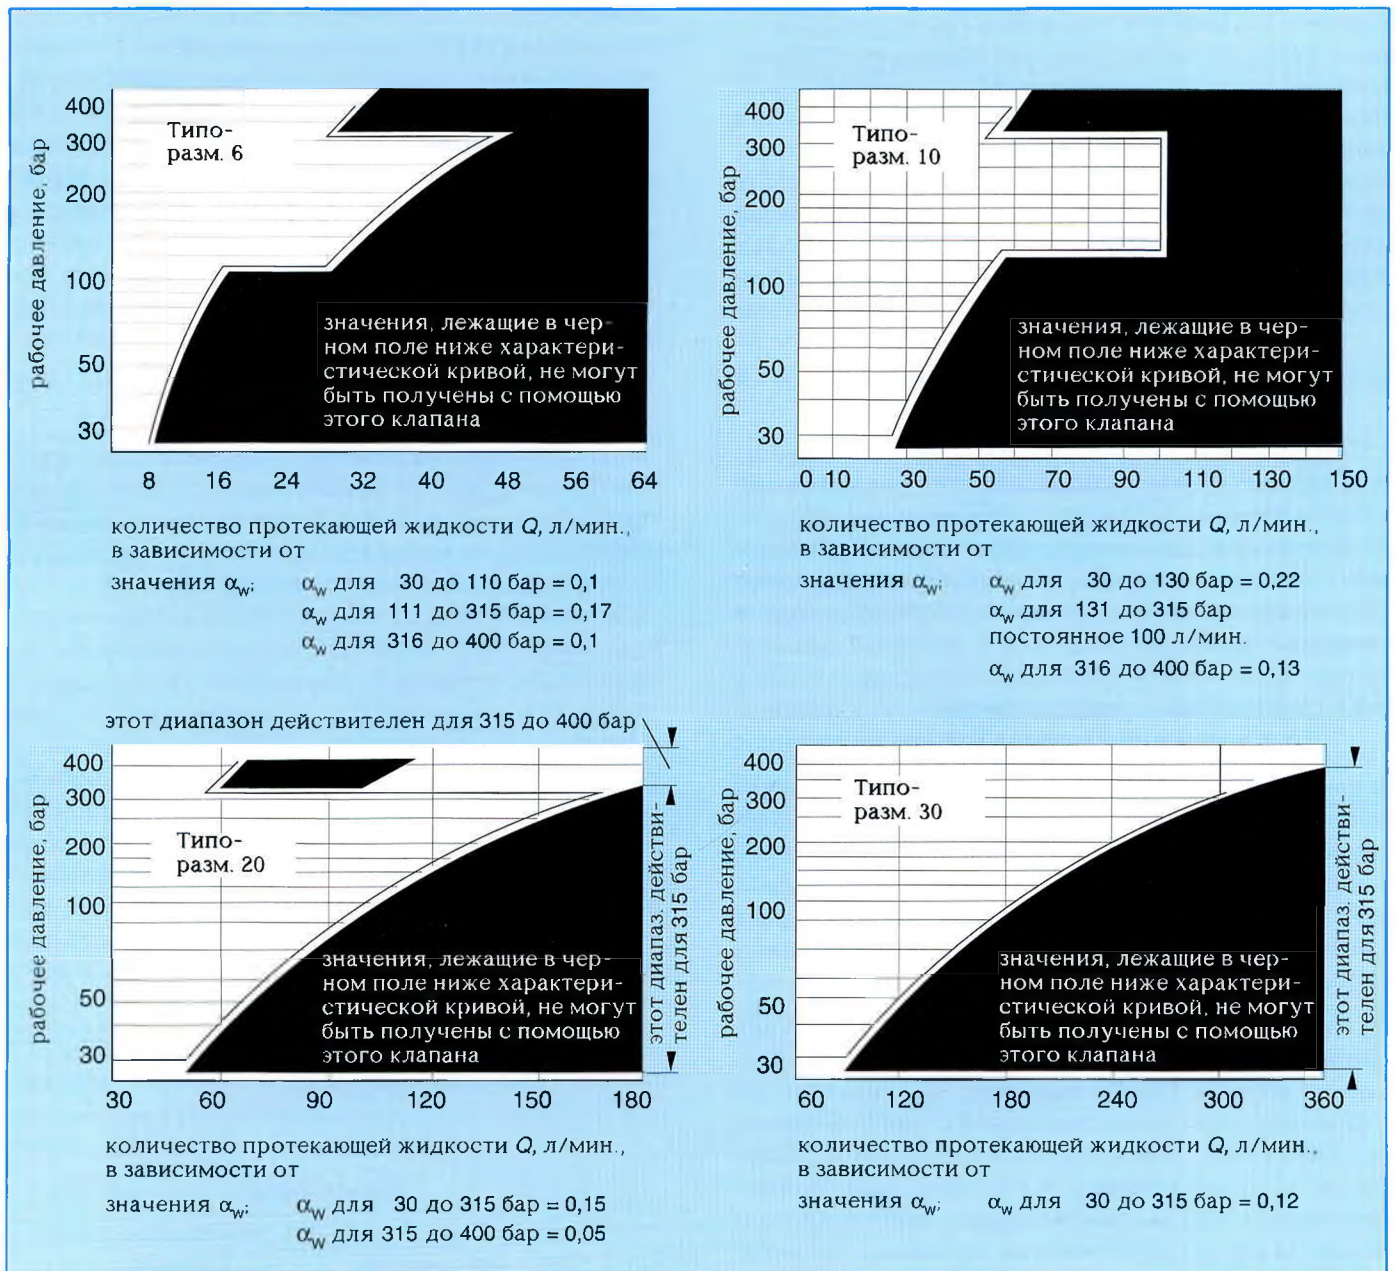 рабочее давление, бар
400
300
200
100
50
30
Типо-
разм. 6
значения, лежащие в чер-
ном поле ниже характери-
стической кривой, не могут
быть получены с помощью
этого клапана
8 16 24 32 40 48 56 64
количество протекающей жидкости Q, л/мин.,
в зависимости от
значения αw; αw для 30 до 110 бар = 0,1
αw для 111 до 315 бар = 0,17
αw для 316 до 400 бар = 0,1
рабочее давление, бар
400
300
200
100
50
30
Типо-
разм. 10
значения, лежащие в чер-
ном поле ниже характери-
стической кривой, не могут
быть получены с помощью
этого клапана
0 10 30 50 70 90 110 130 150
количество протекающей жидкости Q, л/мин.,
в зависимости от
значения αw; αw для 30 до 130 бар = 0,22
αw для 131 до 315 бар
постоянное 100 л/мин.
αw для 316 до 400 бар = 0,13
этот диапазон действителен для 315 до 400 бар
рабочее давление, бар
400
300
200
100
50
30
Типо-
разм. 20
значения, лежащие в чер-
ном поле ниже характери-
стической кривой, не могут
быть получены с помощью
этого клапана
этот диапаз. действи-
телен для 315 бар
30 60 90 120 150 180
количество протекающей жидкости Q, л/мин.,
в зависимости от
значения αw; αw для 30 до 315 бар = 0,15
αw для 315 до 400 бар = 0,05
рабочее давление, бар
400
300
200
100
50
30
Типо-
разм. 30
значения, лежащие в чер-
ном поле ниже характери-
стической кривой, не могут
быть получены с помощью
этого клапана
этот диапаз. действи-
телен для 315 бар
60 120 180 240 300 360
количество протекающей жидкости Q, л/мин.,
в зависимости от
значения αw; αw для 30 до 315 бар = 0,12